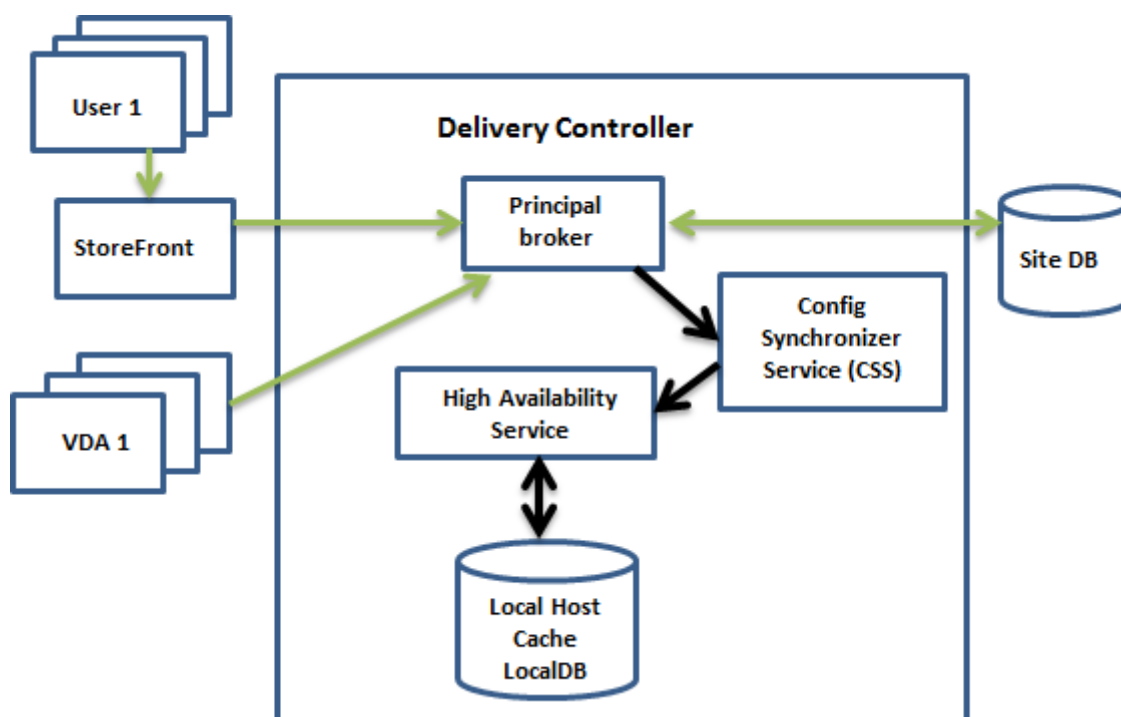 User 1
Delivery Controller
Principal
broker
StoreFront
Site DB
Config
Synchronizer
Service (CSS)
High Availability
Service
VDA 1
Local Host
Cache
LocalDB